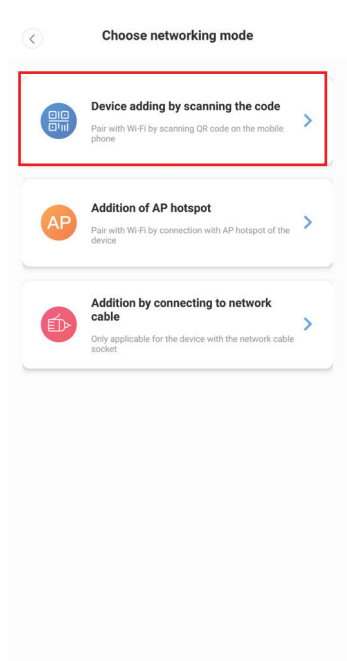 Choose networking mode
Device adding by scanning the code
Pair with Wi-Fi by scanning QR code on the mobile
phone
AP
Addition of AP hotspot
Pair with Wi-Fi by connection with AP hotspot of the
device
Addition by connecting to network
cable
Only applicable for the device with the network cable
socket